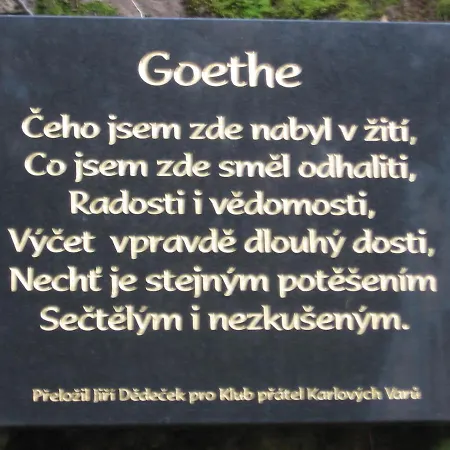 Goethe
Čeho jsem zde nabyl v žití,
Co jsem zde směl odhaliti,
Radosti i vědomosti,
Výčet vpravdě dlouhý dosti,
Nechť je stejným potěšením
Sečtělým i nezkušeným.
Přeložil Jiří Dědeček pro Klub přátel Karlových Varů